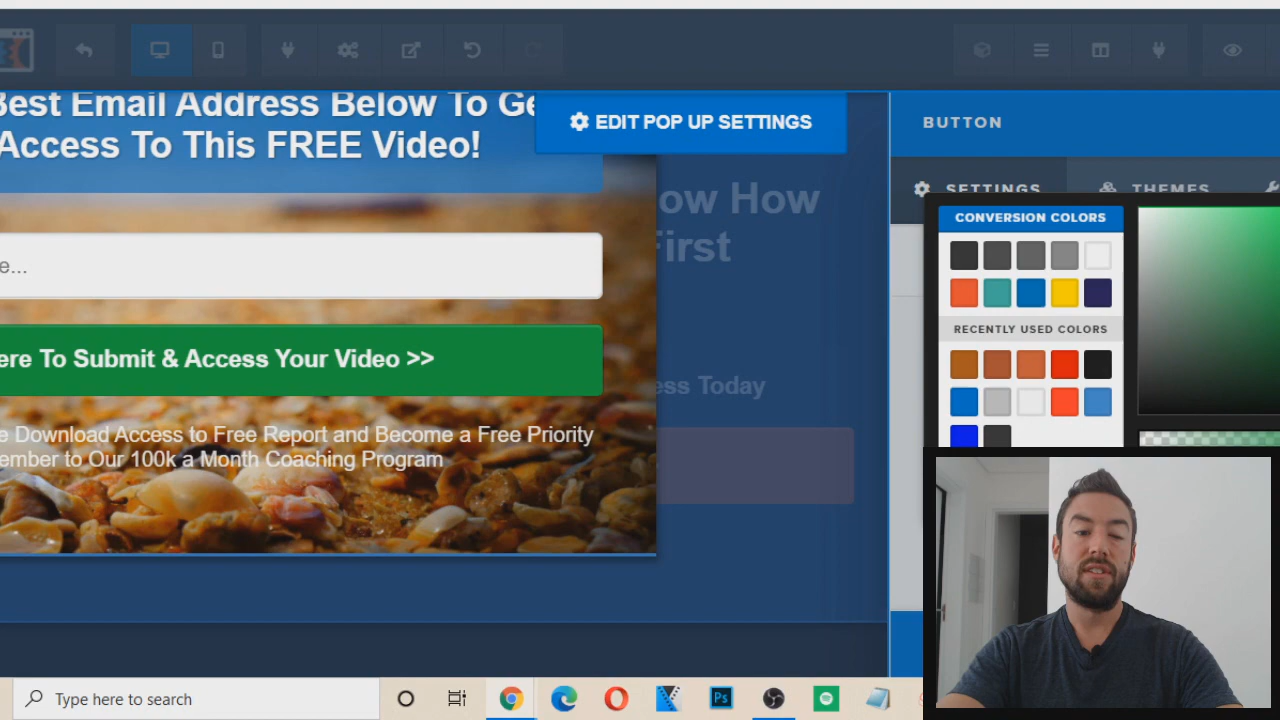 Best Email Address Below To Ge
Access To This FREE Video!
EDIT POP UP SETTINGS
BUTTON
SETTINGS
THEMES
ow How
First
CONVERSION COLORS
RECENTLY USED COLORS
e...
ere To Submit & Access Your Video >>
ess Today
e Download Access to Free Report and Become a Free Priority
ember to Our 100k a Month Coaching Program
Type here to search
Ps